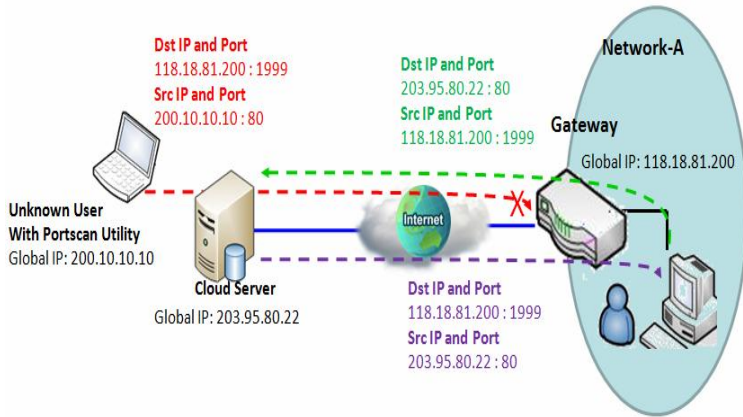 Network-A
Dst IP and Port
118.18.81.200 : 1999
Src IP and Port
200.10.10.10 : 80
Dst IP and Port
203.95.80.22 : 80
Src IP and Port
118.18.81.200 : 1999
Gateway
Global IP: 118.18.81.200
Unknown User
With Portscan Utility
Global IP: 200.10.10.10
Internet
Cloud Server
Global IP: 203.95.80.22
Dst IP and Port
118.18.81.200 : 1999
Src IP and Port
203.95.80.22 : 80